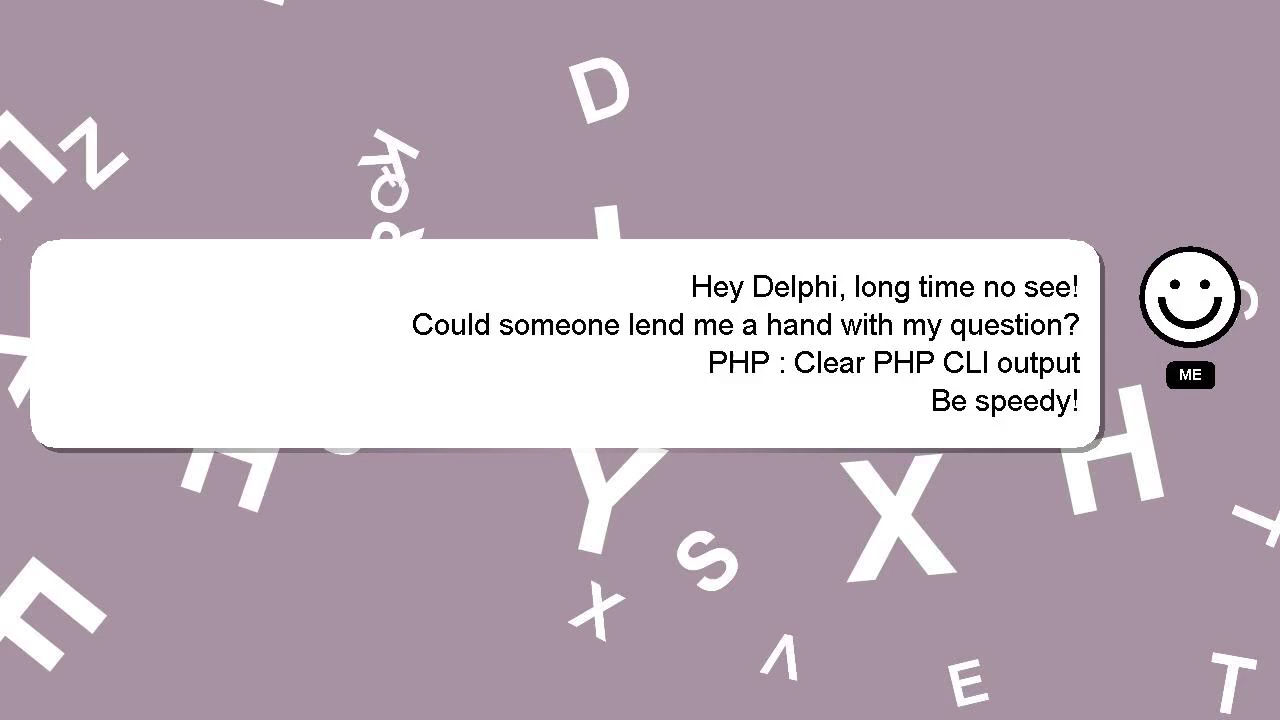 Hey Delphi, long time no see!
Could someone lend me a hand with my question?
PHP : Clear PHP CLI output
Be speedy!
ME
D
Z
K
H
Y
X
H
S
X
V
E
T